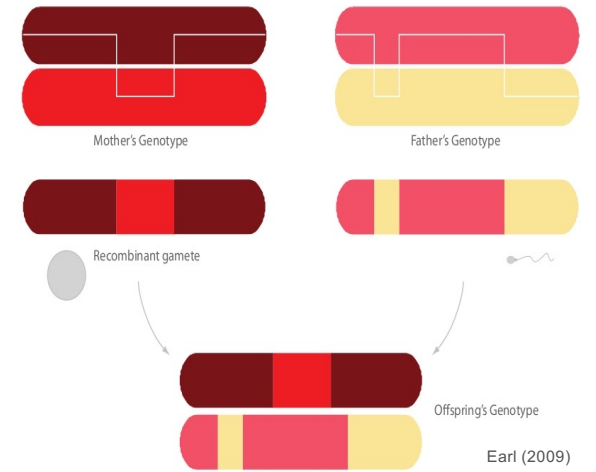 Mother's Genotype
Father's Genotype
Recombinant gamete
Offspring's Genotype
Earl (2009)